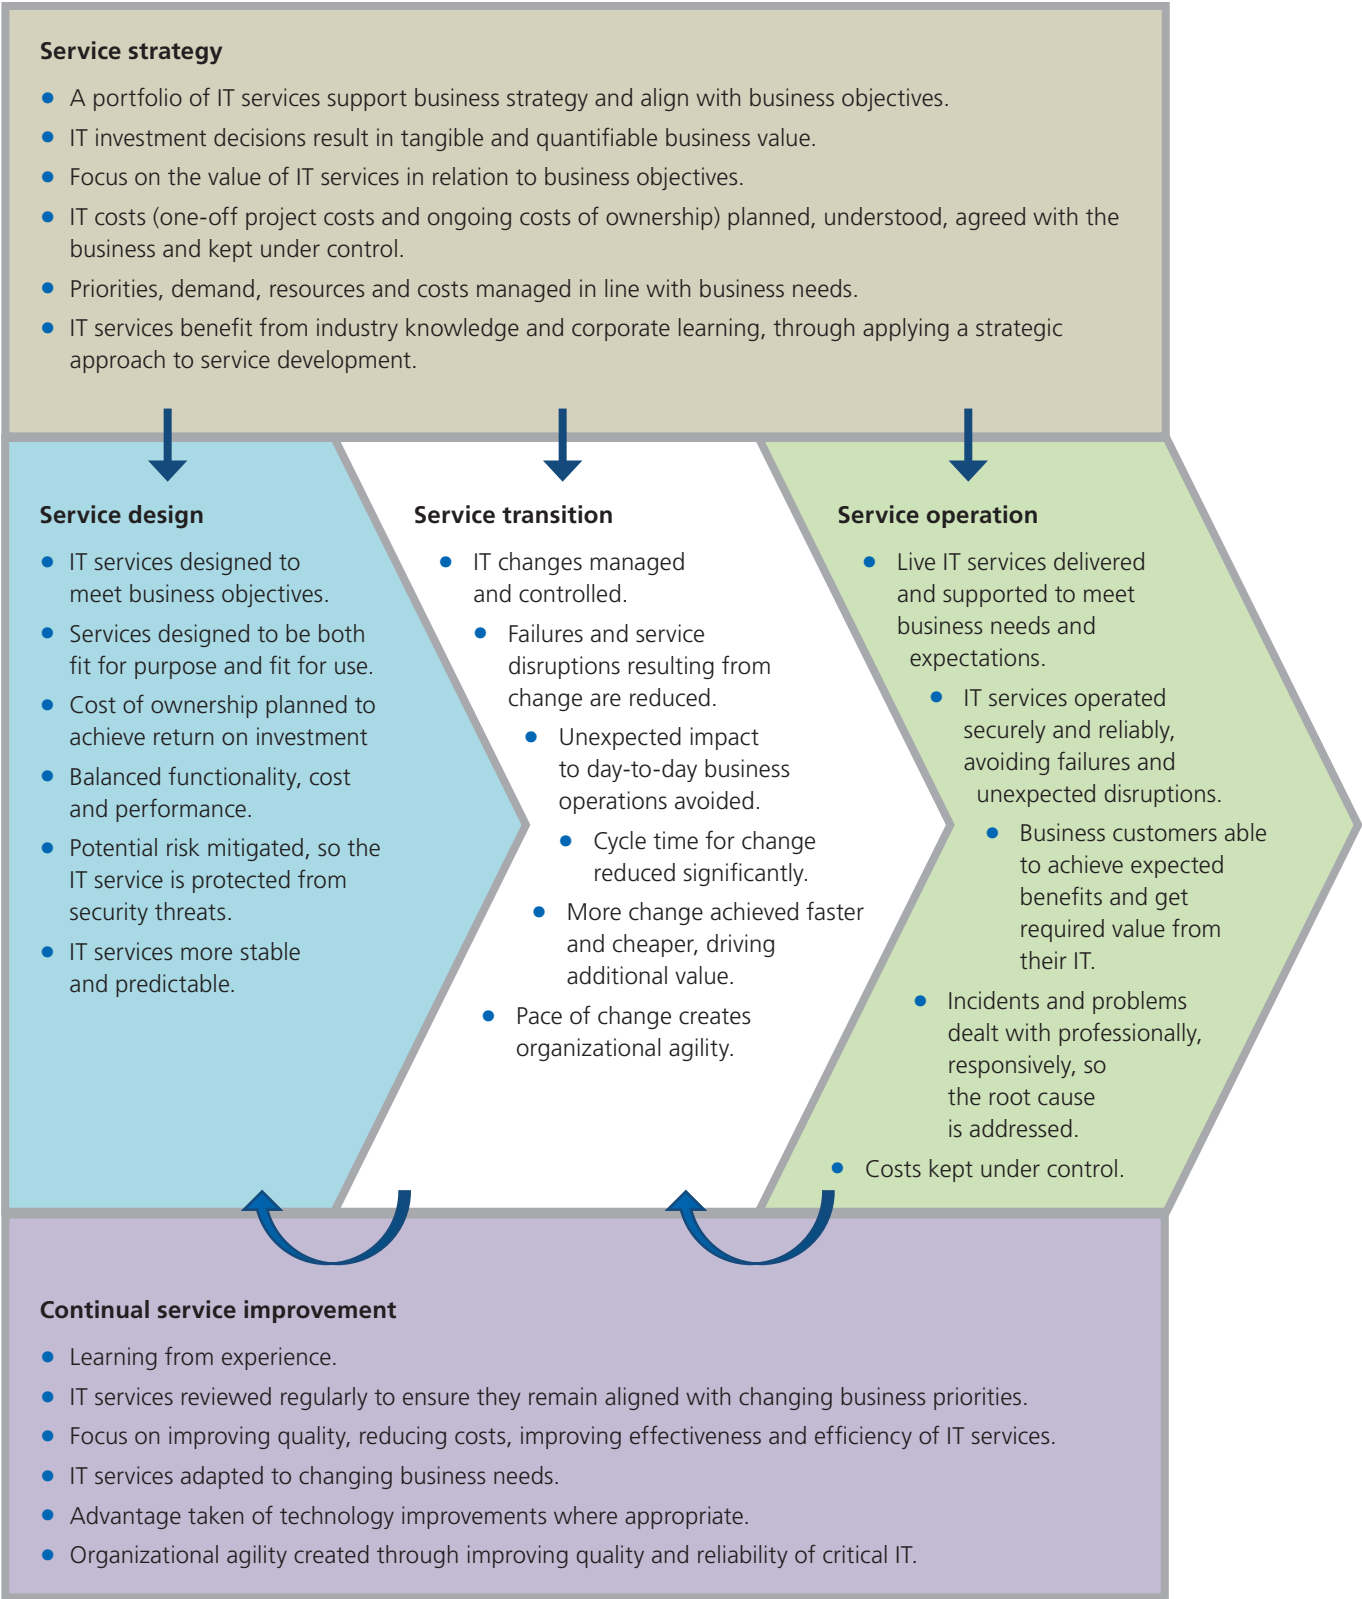 Service strategy
• A portfolio of IT services support business strategy and align with business objectives.
• IT investment decisions result in tangible and quantifiable business value.
• Focus on the value of IT services in relation to business objectives.
• IT costs (one-off project costs and ongoing costs of ownership) planned, understood, agreed with the
business and kept under control.
• Priorities, demand, resources and costs managed in line with business needs.
• IT services benefit from industry knowledge and corporate learning, through applying a strategic
approach to service development.
Service design
• IT services designed to
meet business objectives.
• Services designed to be both
fit for purpose and fit for use.
• Cost of ownership planned to
achieve return on investment
• Balanced functionality, cost
and performance.
• Potential risk mitigated, so the
IT service is protected from
security threats.
• IT services more stable
and predictable.
Service transition
• IT changes managed
and controlled.
• Failures and service
disruptions resulting from
change are reduced.
• Unexpected impact
to day-to-day business
operations avoided.
• Cycle time for change
reduced significantly.
• More change achieved faster
and cheaper, driving
additional value.
• Pace of change creates
organizational agility.
Service operation
• Live IT services delivered
and supported to meet
business needs and
expectations.
• IT services operated
securely and reliably,
avoiding failures and
unexpected disruptions.
• Business customers able
to achieve expected
benefits and get
required value from
their IT.
• Incidents and problems
dealt with professionally,
responsively, so
the root cause
is addressed.
• Costs kept under control.
Continual service improvement
• Learning from experience.
• IT services reviewed regularly to ensure they remain aligned with changing business priorities.
• Focus on improving quality, reducing costs, improving effectiveness and efficiency of IT services.
• IT services adapted to changing business needs.
• Advantage taken of technology improvements where appropriate.
• Organizational agility created through improving quality and reliability of critical IT.